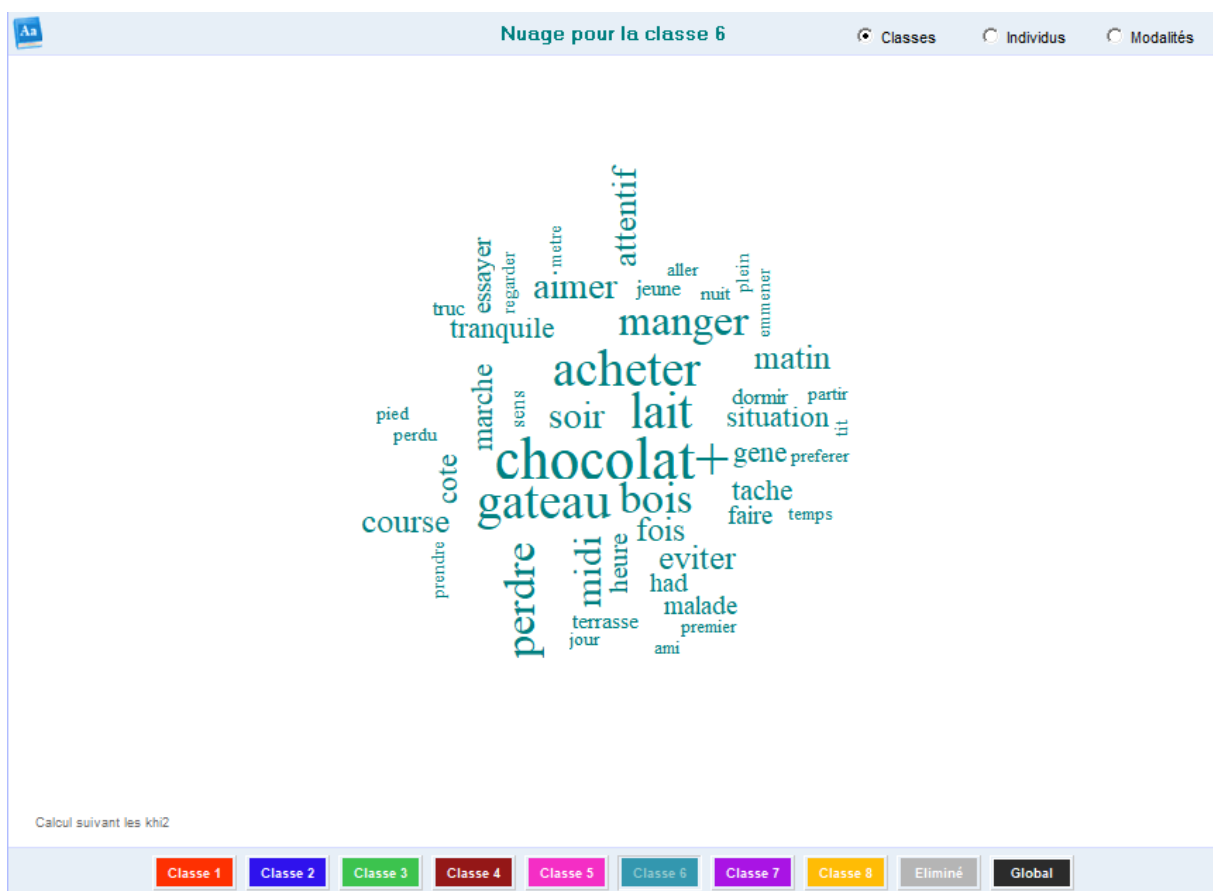 Aa
Nuage pour la classe 6
Classes
Individus
Modalités
attentif
metre
essayer
regarder
aller
plein
aimer
jeune
nuit
emmener
truc
tranquile
manger
acheter
matin
marche
sens
soir
lait
dormir
partir
pied
situation
tit
perdu
chocolat+
gene
preferer
cote
gateau
bois
tache
course
fois
faire
temps
prendre
perdre
midi
heure
eviter
had
malade
terrasse
premier
jour
ami
Calcul suivant les khi2
Classe 1 Classe 2 Classe 3 Classe 4 Classe 5 Classe 6 Classe 7 Classe 8 Eliminé Global